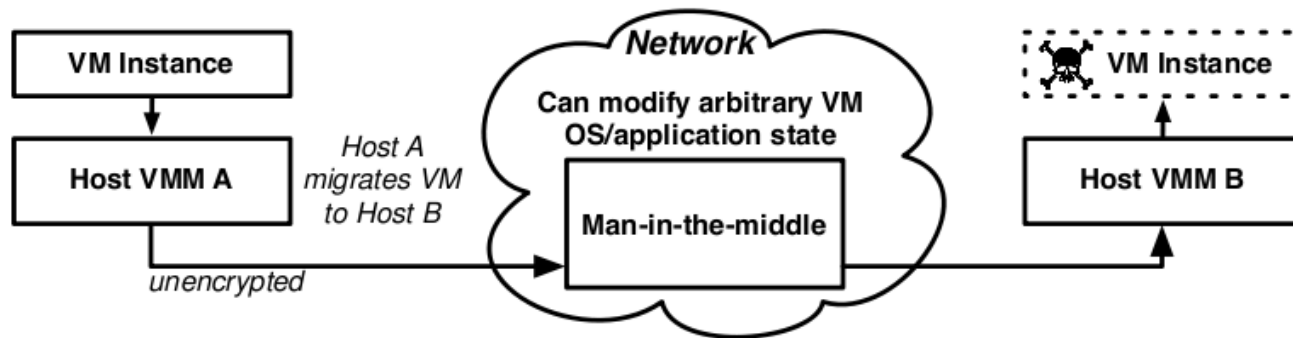 VM Instance
Host VMM A
Host A
migrates VM
to Host B
unencrypted
Network
Can modify arbitrary VM
OS/application state
Man-in-the-middle
VM Instance
Host VMM B